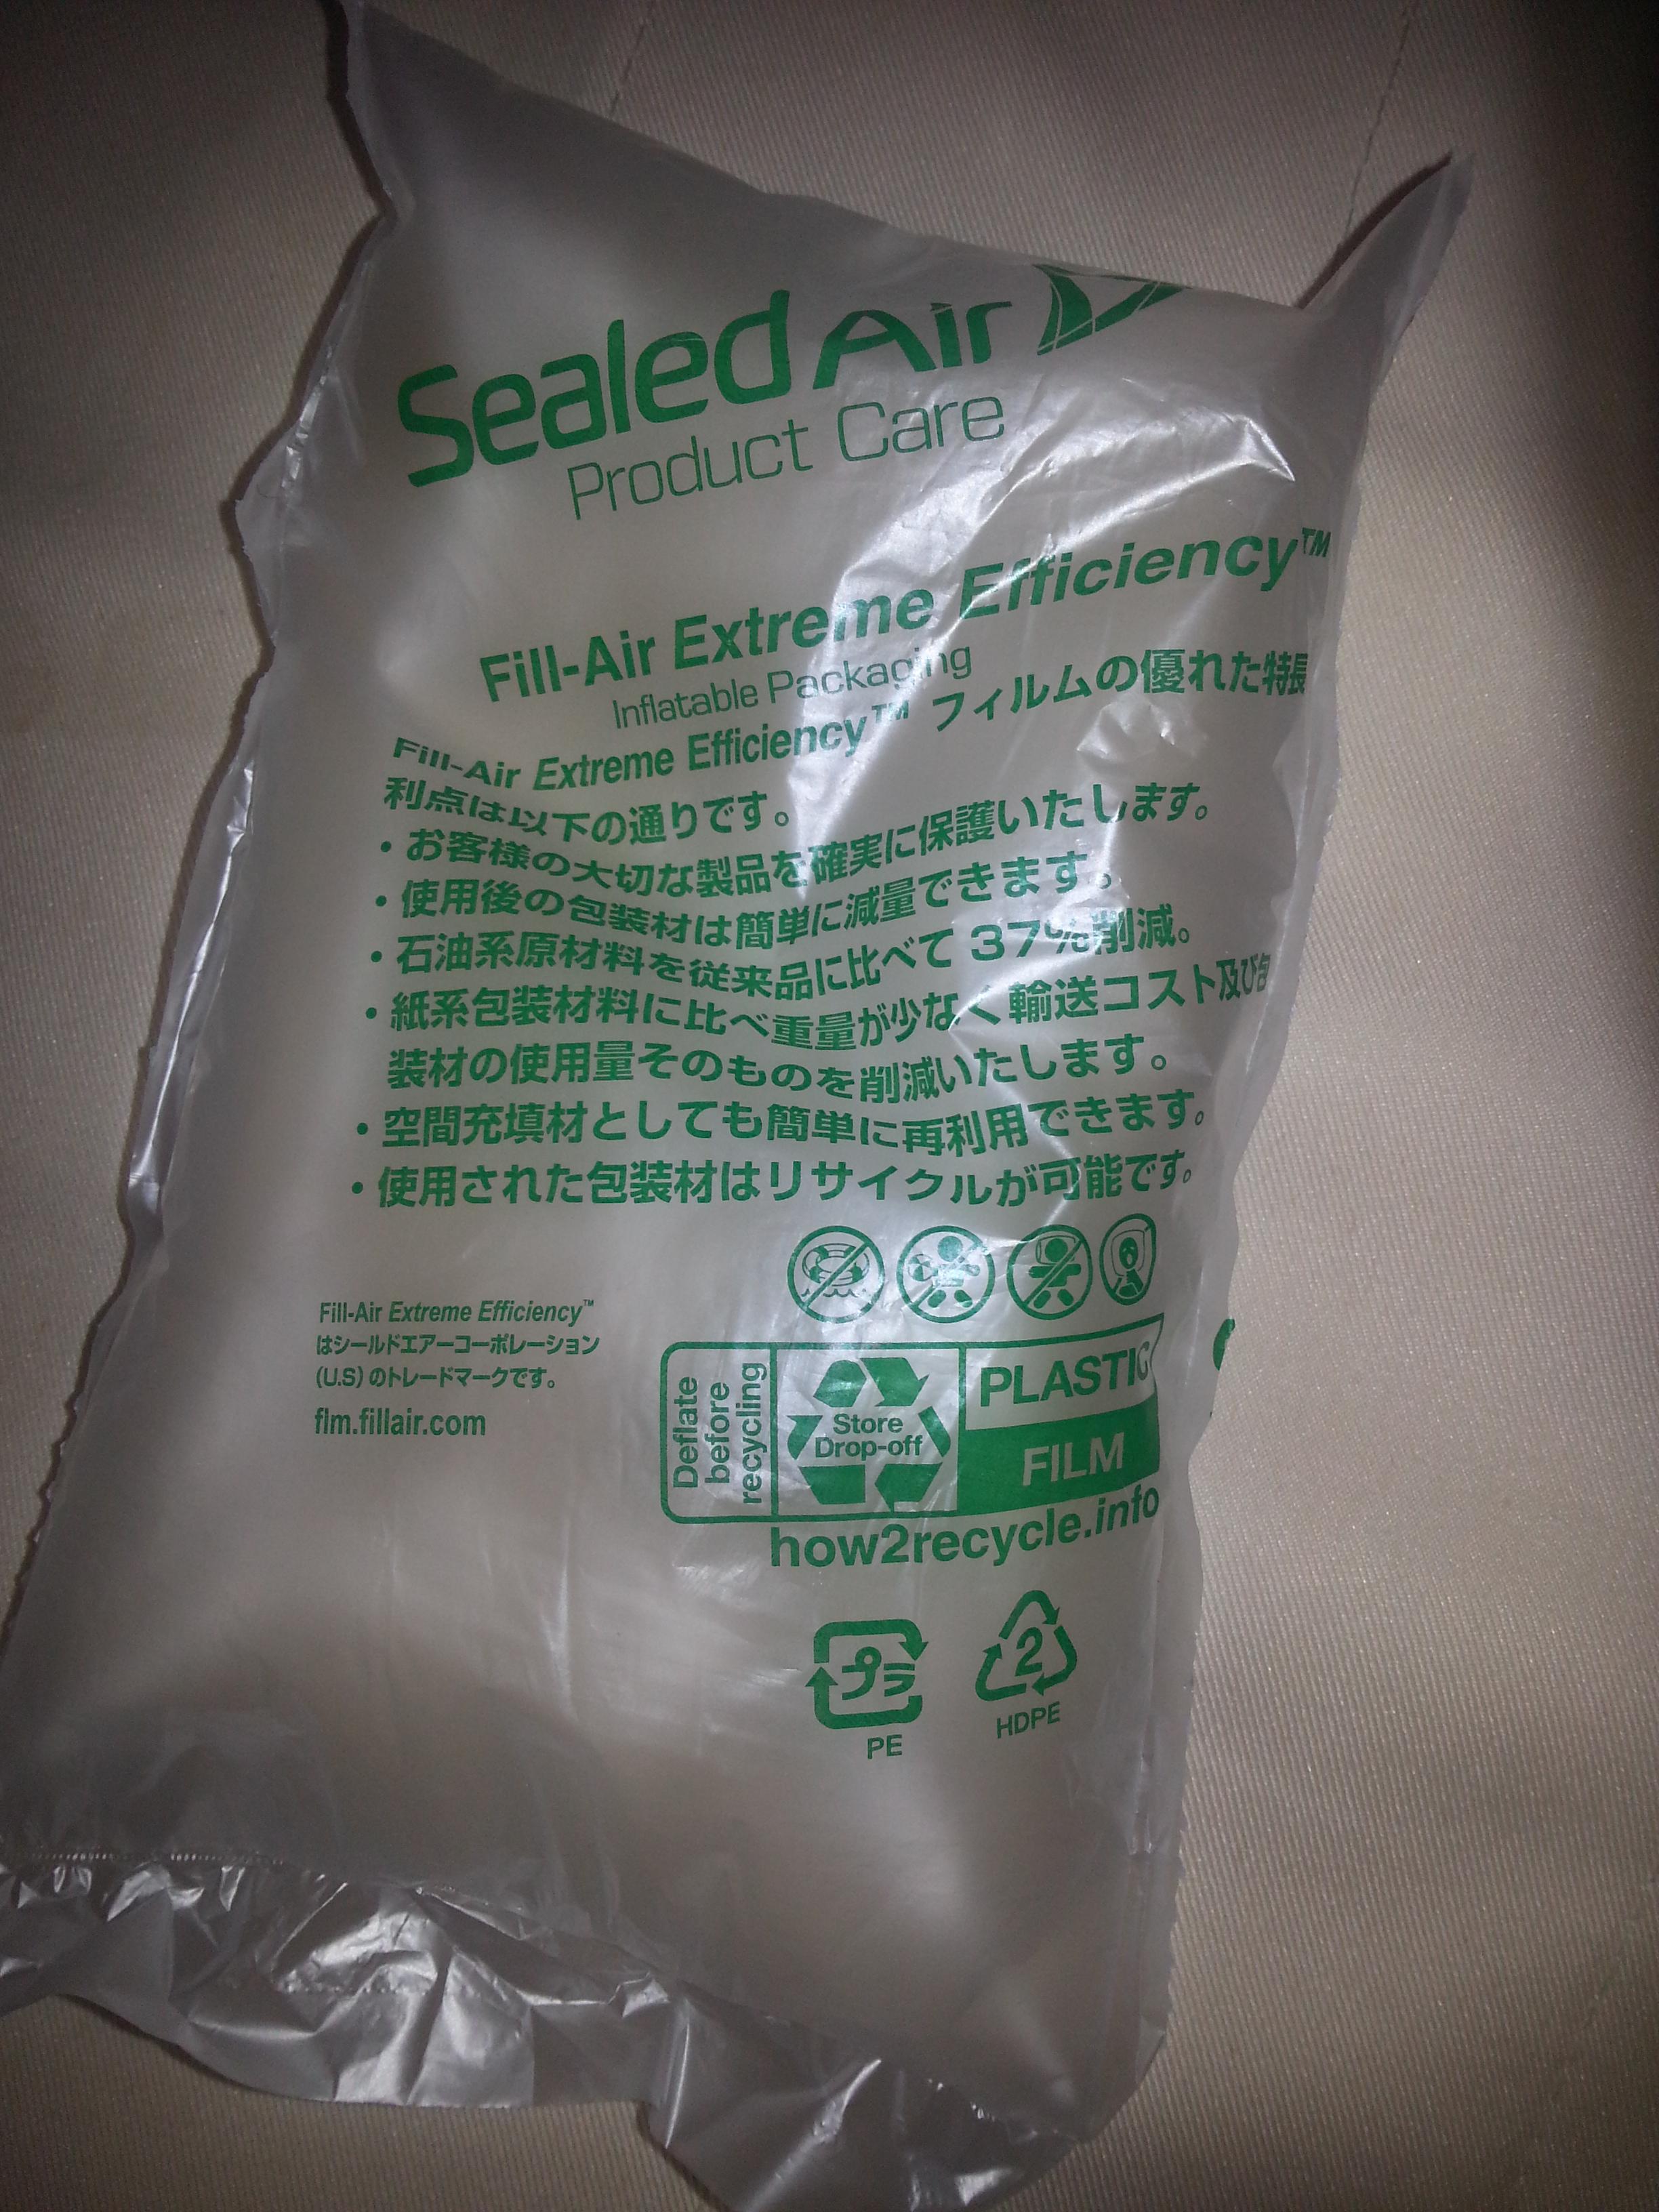 Sealed Air
Product Care
Fill-Air Extreme Efficiency™
Inflatable Packaging
Fill-Air Extreme Efficiency™ フィルムの優れた特長
利点は以下の通りです。
・お客様の大切な製品を確実に保護いたします。
・使用後の包装材は簡単に減量できます。
・石油系原材料を従来品に比べて 37%削減。
・紙系包装材料に比べ重量が少なく輸送コスト及び包
装材の使用量そのものを削減いたします。
・空間充填材としても簡単に再利用できます。
・使用された包装材はリサイクルが可能です。
Fill-Air Extreme Efficiency™
はシールドエアーコーポレーション
(U.S)のトレードマークです。
flm.fillair.com
Deflate
before
recycling
Store
Drop-off
PLASTIC
FILM
how2recycle.info
プラ
PE
2
HDPE